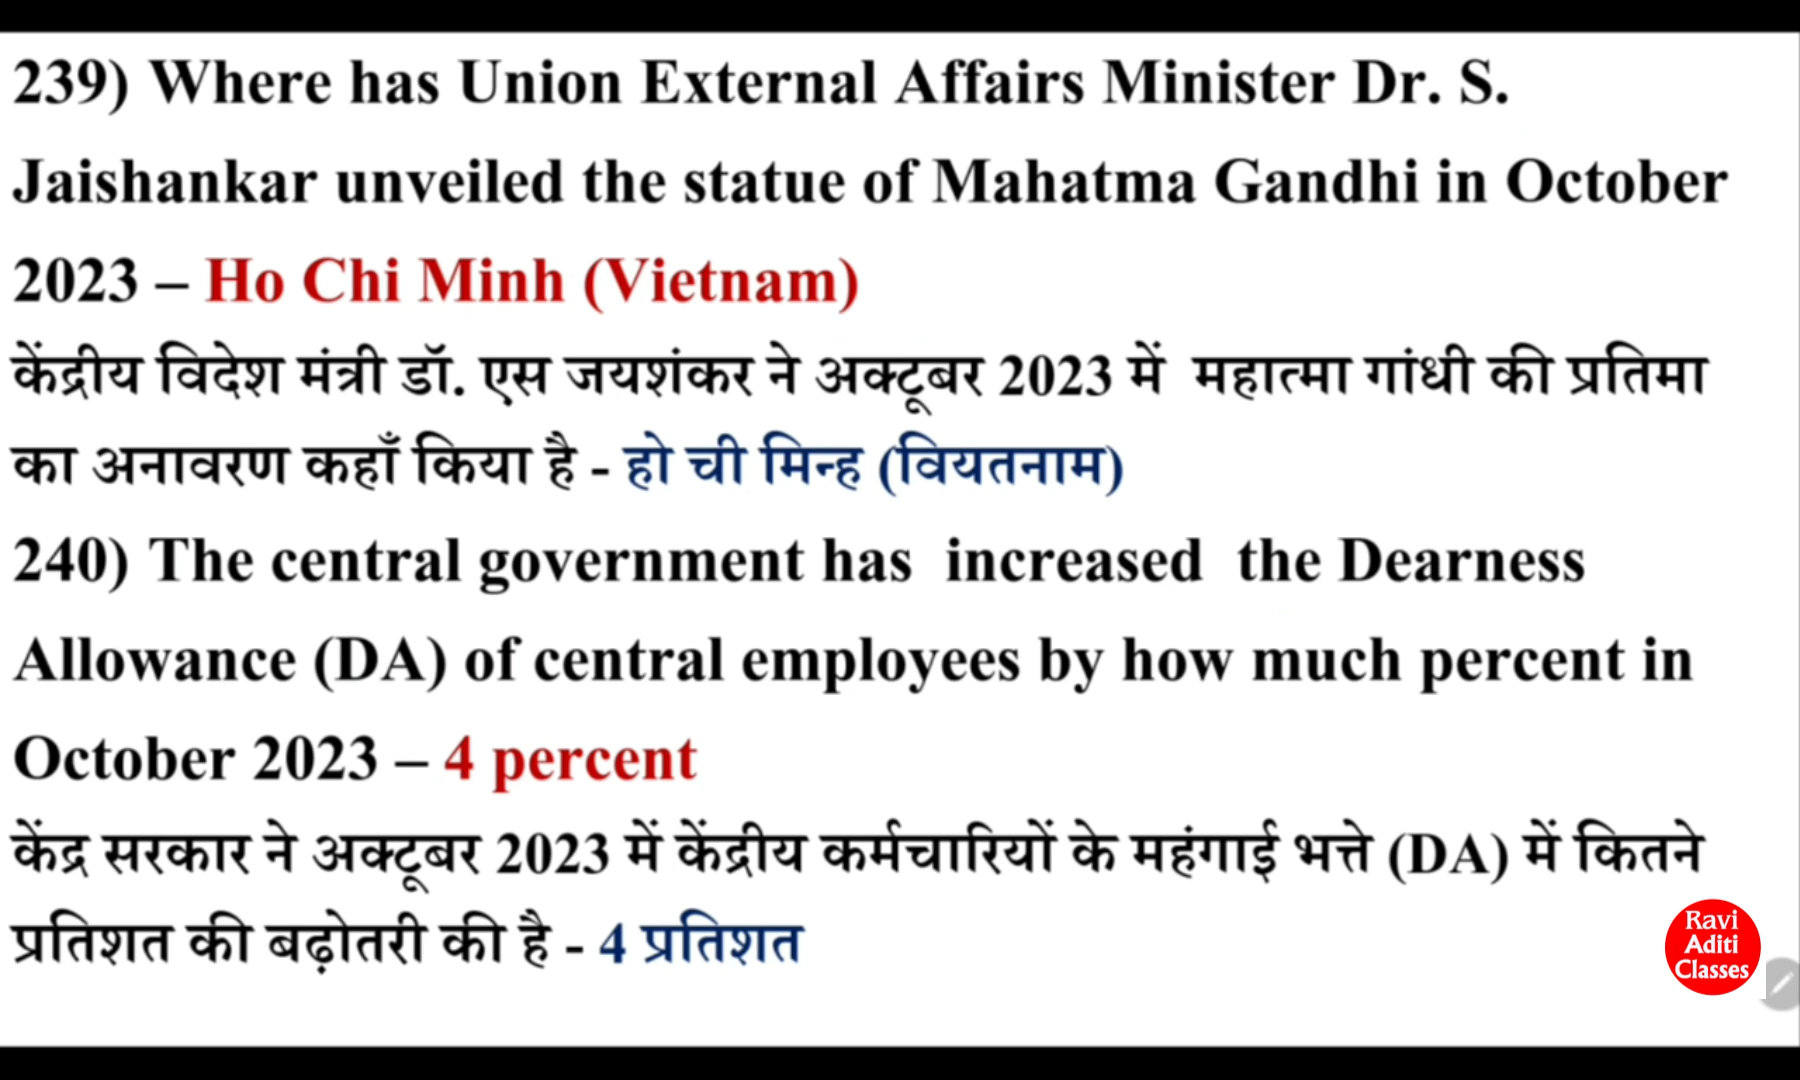 239) Where has Union External Affairs Minister Dr. S.
Jaishankar unveiled the statue of Mahatma Gandhi in October
2023 – Ho Chi Minh (Vietnam)
केंद्रीय विदेश मंत्री डॉ. एस जयशंकर ने अक्टूबर 2023 में महात्मा गांधी की प्रतिमा
का अनावरण कहाँ किया है - हो ची मिन्ह (वियतनाम)
240) The central government has increased the Dearness
Allowance (DA) of central employees by how much percent in
October 2023 – 4 percent
केंद्र सरकार ने अक्टूबर 2023 में केंद्रीय कर्मचारियों के महंगाई भत्ते (DA) में कितने
प्रतिशत की बढ़ोतरी की है - 4 प्रतिशत
Ravi
Aditi
Classes